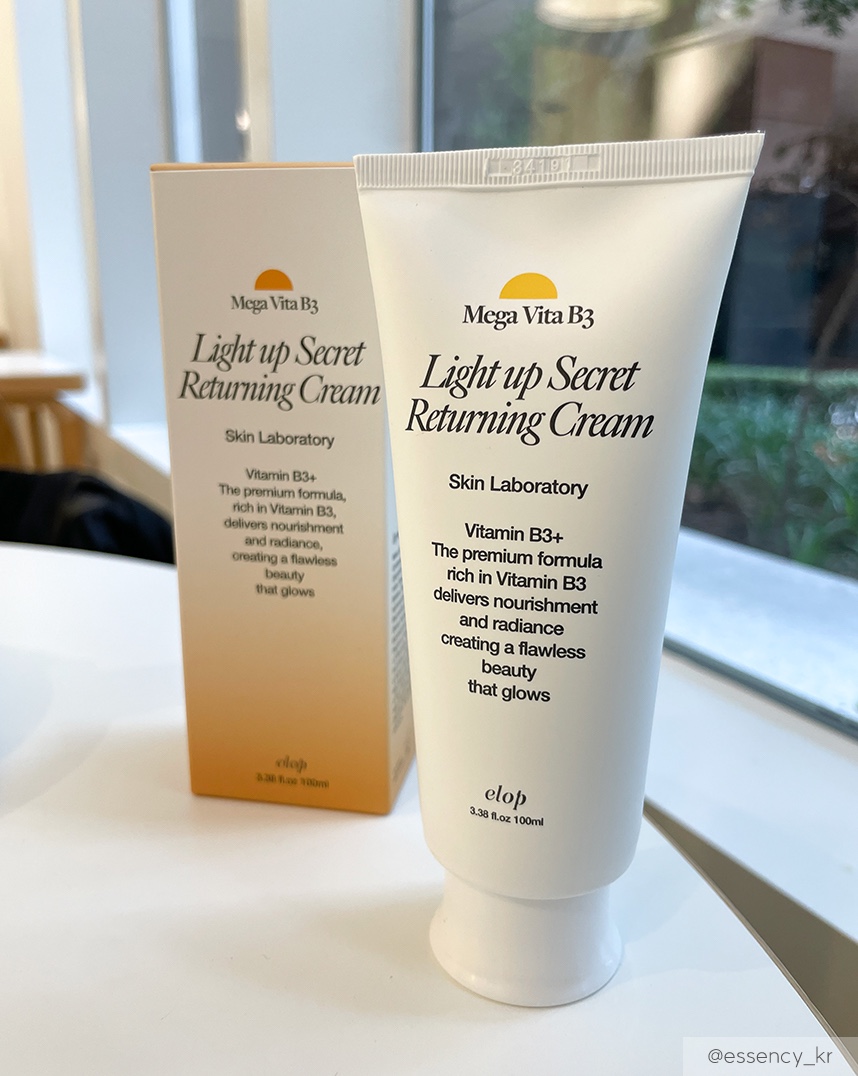 Mega Vita B3
Light up Secret
Returning Cream
Skin Laboratory
Vitamin B3+
The premium formula,
rich in Vitamin B3,
delivers nourishment
and radiance,
creating a flawless
beauty
that glows
elop
3.38 fl.oz 100ml
34191
Mega Vita B3
Light up Secret
Returning Cream
Skin Laboratory
Vitamin B3+
The premium formula
rich in Vitamin B3
delivers nourishment
and radiance
creating a flawless
beauty
that glows
elop
3.38 fl.oz 100ml
@essency_kr